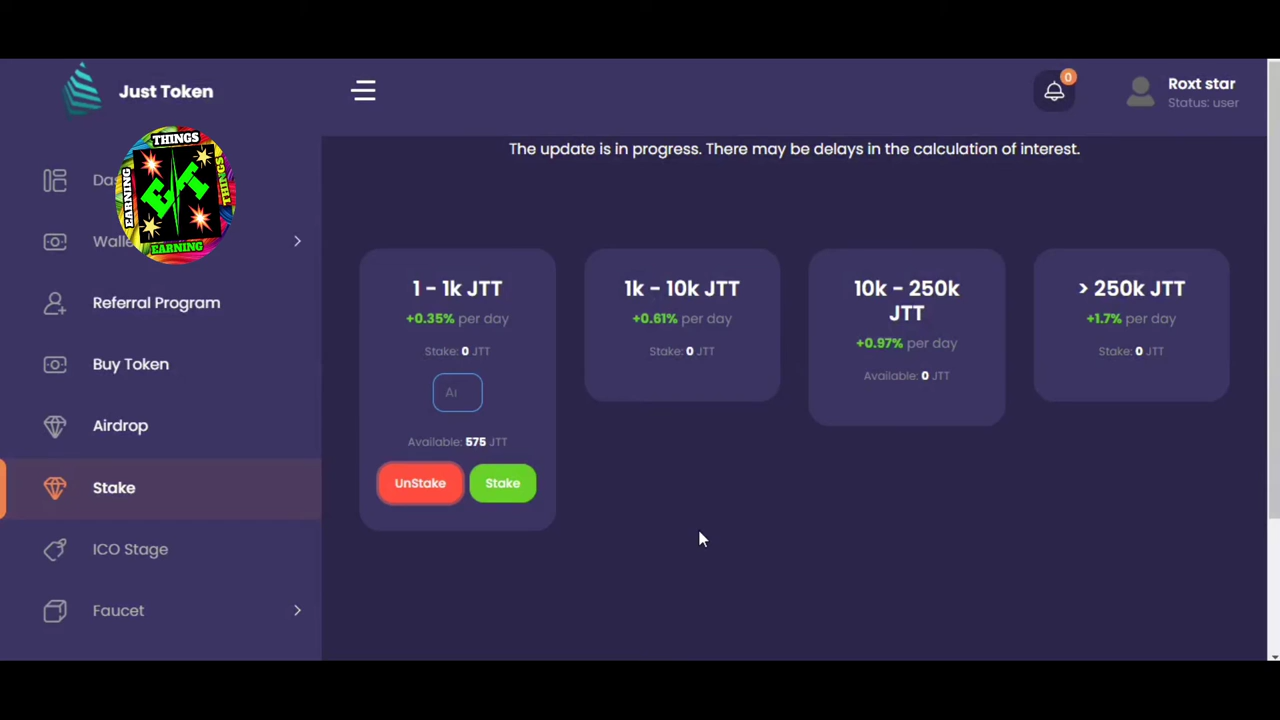 Just Token
0
Roxt star
Status: user
THINGS
EARNING
THINGS
ET
EARNING
Referral Program
Buy Token
Airdrop
Stake
ICO Stage
Faucet
The update is in progress. There may be delays in the calculation of interest.
1 - 1k JTT
+0.35% per day
Stake: 0 JTT
Available: 575 JTT
UnStake
Stake
1k - 10k JTT
+0.61% per day
Stake: 0 JTT
10k - 250k
JTT
+0.97% per day
Available: 0 JTT
> 250k JTT
+1.7% per day
Stake: 0 JTT